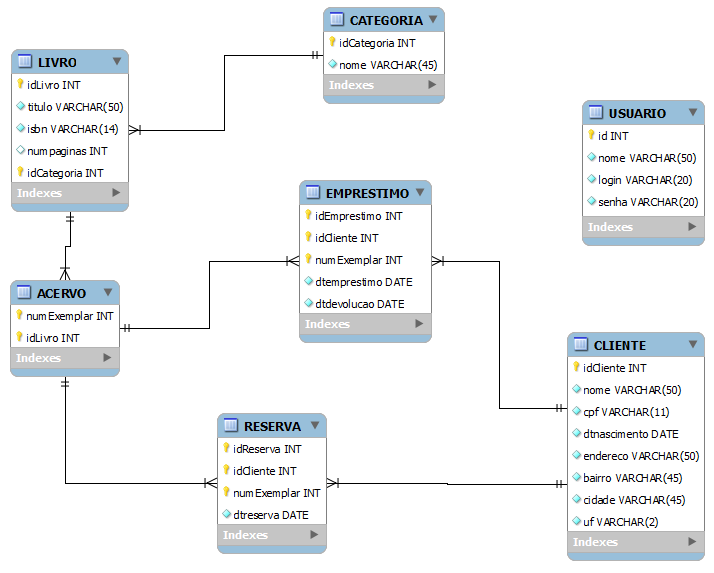 CATEGORIA
idCategoria INT
nome VARCHAR(45)
Indexes
LIVRO
idLivro INT
titulo VARCHAR(50)
isbn VARCHAR(14)
numpaginas INT
idCategoria INT
Indexes
USUARIO
id INT
nome VARCHAR(50)
login VARCHAR(20)
senha VARCHAR(20)
Indexes
EMPRESTIMO
idEmprestimo INT
idCliente INT
numExemplar INT
dtemprestimo DATE
dtdevolucao DATE
Indexes
ACERVO
numExemplar INT
idLivro INT
Indexes
CLIENTE
idCliente INT
nome VARCHAR(50)
cpf VARCHAR(11)
dtnascimento DATE
endereco VARCHAR(50)
bairro VARCHAR(45)
cidade VARCHAR(45)
uf VARCHAR(2)
Indexes
RESERVA
idReserva INT
idCliente INT
numExemplar INT
dtreserva DATE
Indexes